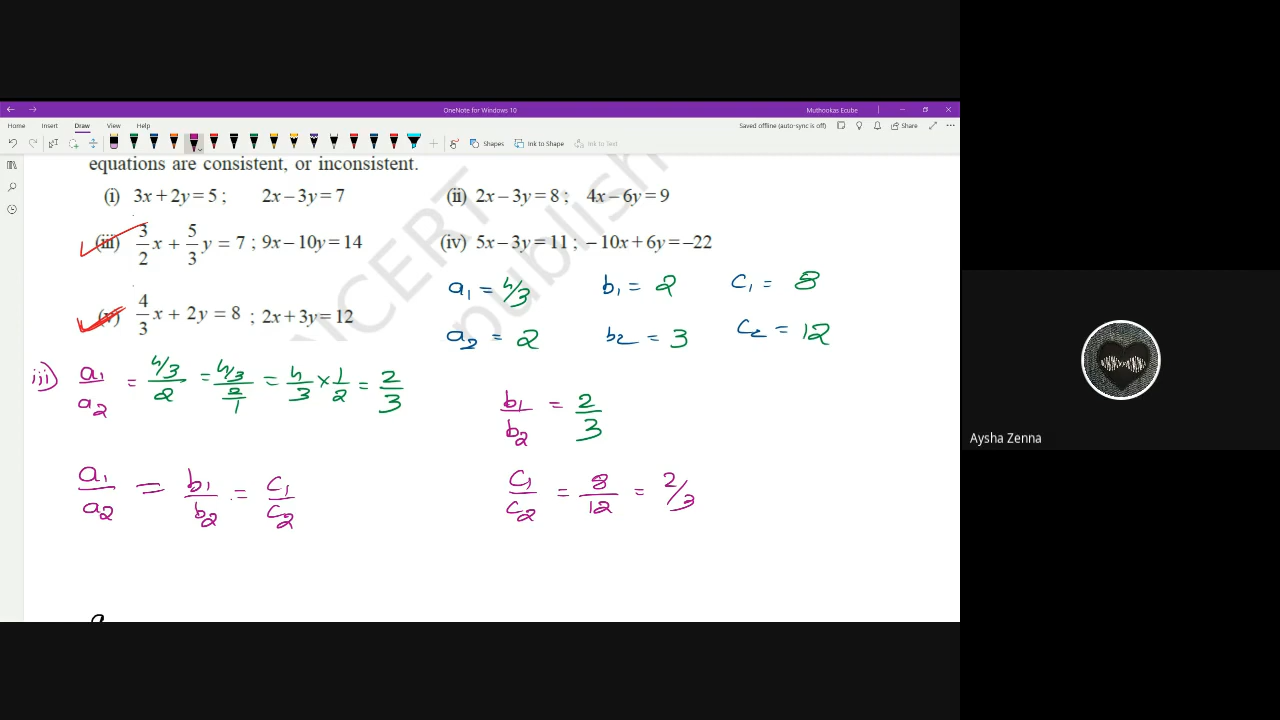 OneNote for Windows 10
Muthookas Ecube
Home Insert Draw View Help
Saved offline (auto-sync is off)
Share
Shapes
Ink to Shape
Ink to Text
equations are consistent, or inconsistent.
(i) 3x + 2y = 5 ; 2x – 3y = 7 (ii) 2x – 3y = 8 ; 4x – 6y = 9
(iii) 3/2 x + 5/3 y = 7 ; 9x – 10y = 14 (iv) 5x – 3y = 11 ; – 10x + 6y = –22
(v) 4/3 x + 2y = 8 ; 2x + 3y = 12
NCERT
publish
a1 = 4/3 b1 = 2 c1 = 8
a2 = 2 b2 = 3 c2 = 12
iii) a1/a2 = 4/3/2 = 4/3/2/1 = 4/3 × 1/2 = 2/3
b1/b2 = 2/3
a1/a2 = b1/b2 = c1/c2
c1/c2 = 8/12 = 2/3
Aysha Zenna